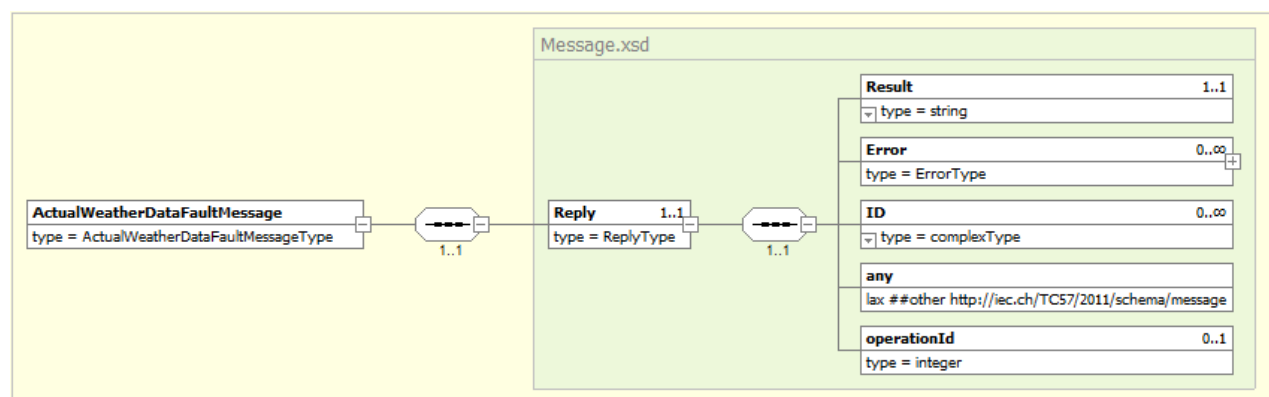 Message.xsd
Result 1..1
type = string
Error 0..∞
type = ErrorType
ActualWeatherDataFaultMessage
type = ActualWeatherDataFaultMessageType
1..1
Reply 1..1
type = ReplyType
1..1
ID 0..∞
type = complexType
any
lax ##other http://iec.ch/TC57/2011/schema/message
operationId 0..1
type = integer